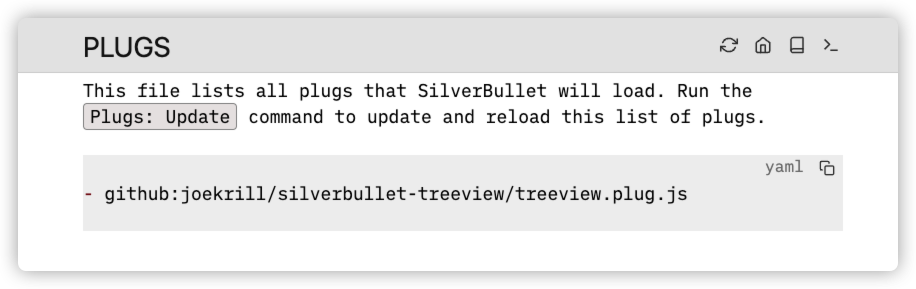 PLUGS
This file lists all plugs that SilverBullet will load. Run the
Plugs: Update command to update and reload this list of plugs.
yaml
- github:joekrill/silverbullet-treeview/treeview.plug.js